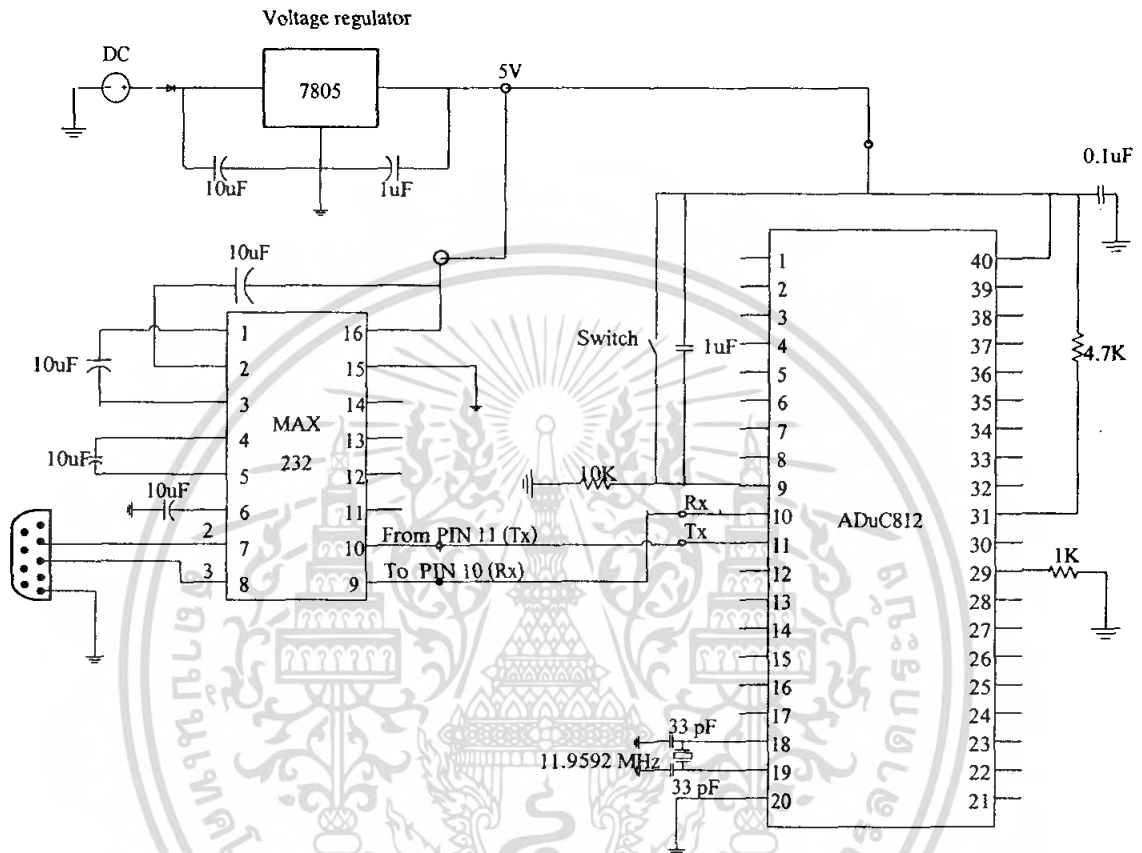 Voltage regulator
DC
7805
5V
10uF
1uF
0.1uF
10uF
10uF
10uF
10uF
1
2
3
4
5
6
7
8
MAX
232
16
15
14
13
12
11
10
9
2
3
From PIN 11 (Tx)
To PIN 10 (Rx)
Switch
1uF
10K
Rx
Tx
33 pF
11.9592 MHz
33 pF
1
2
3
4
5
6
7
8
9
10
11
12
13
14
15
16
17
18
19
20
ADuC812
40
39
38
37
36
35
34
33
32
31
30
29
28
27
26
25
24
23
22
21
4.7K
1K